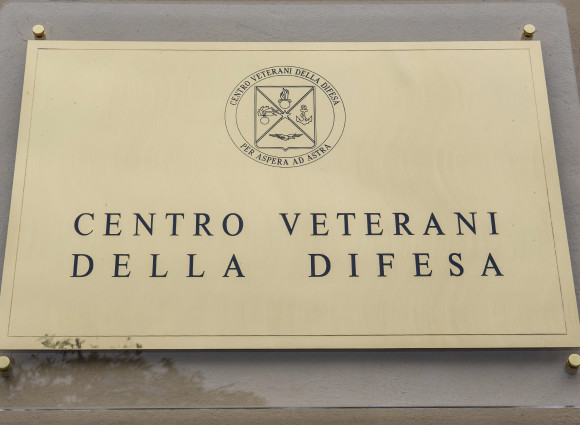 CENTRO VETERANI DELLA DIFESA
PER ASPERA AD ASTRA
CENTRO VETERANI
DELLA DIFESA